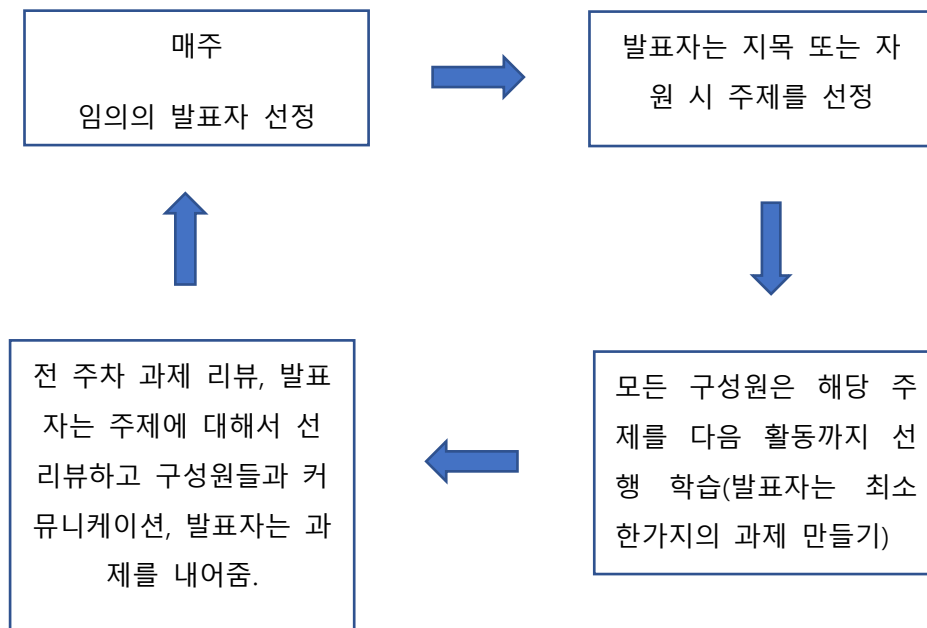 매주
임의의 발표자 선정
발표자는 지목 또는 자
원 시 주제를 선정
모든 구성원은 해당 주
제를 다음 활동까지 선
행 학습(발표자는 최소
한가지의 과제 만들기)
전 주차 과제 리뷰, 발표
자는 주제에 대해서 선
리뷰하고 구성원들과 커
뮤니케이션, 발표자는 과
제를 내어줌.